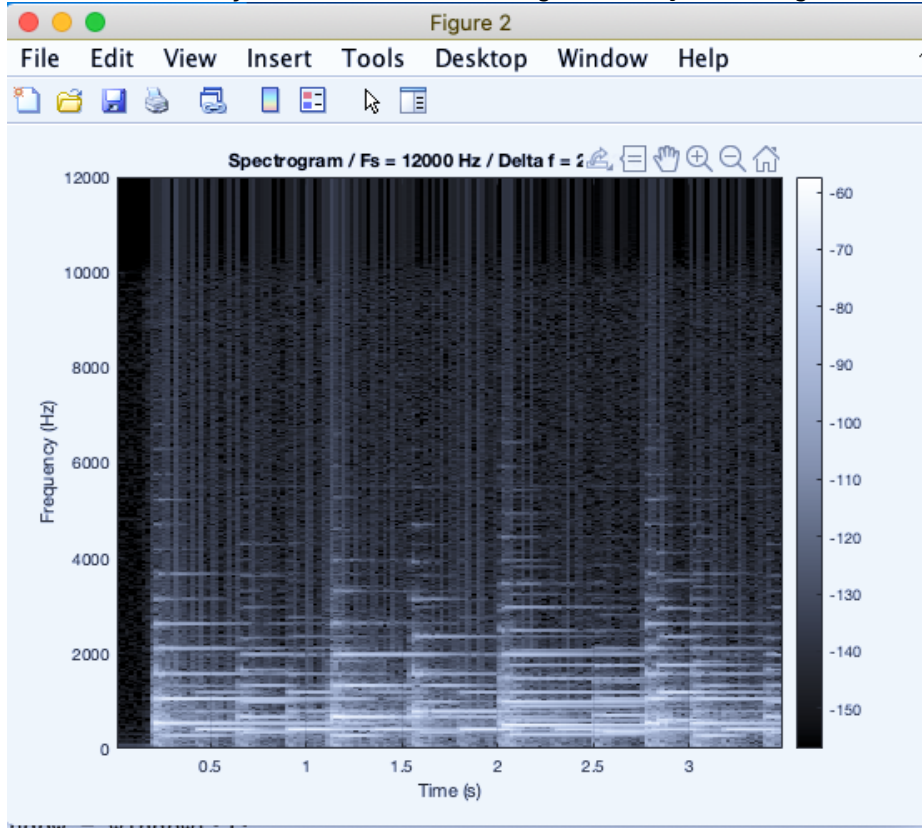 Figure 2
File Edit View Insert Tools Desktop Window Help
Spectrogram / Fs = 12000 Hz / Delta f = 2
12000
10000
8000
6000
4000
2000
0
Frequency (Hz)
0.5 1 1.5 2 2.5 3
Time (s)
-60
-70
-80
-90
-100
-110
-120
-130
-140
-150